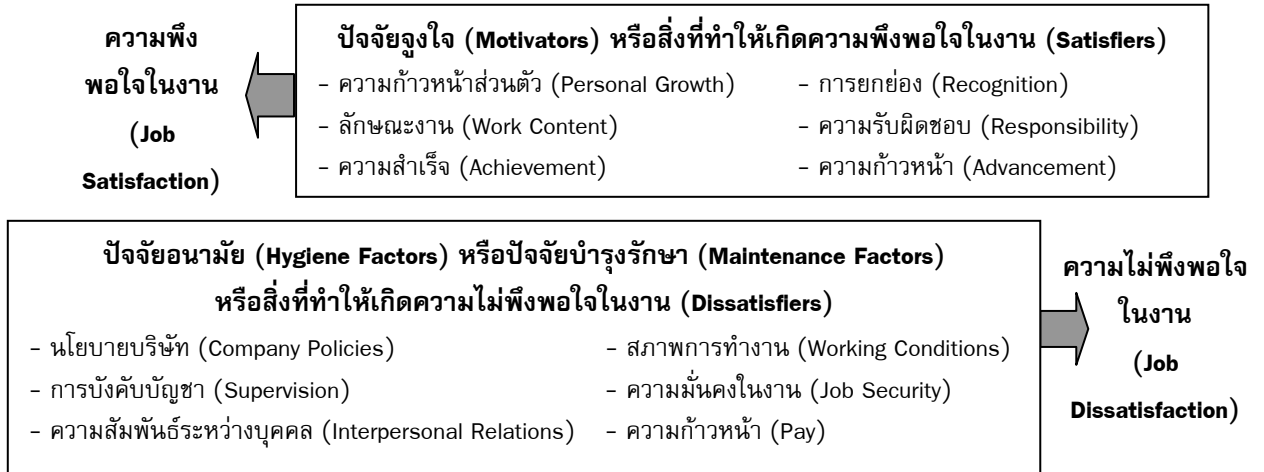 ความพึง
พอใจในงาน
(Job
Satisfaction)
ปัจจัยจูงใจ (Motivators) หรือสิ่งที่ทำให้เกิดความพึงพอใจในงาน (Satisfiers)
- ความก้าวหน้าส่วนตัว (Personal Growth) - การยกย่อง (Recognition)
- ลักษณะงาน (Work Content) - ความรับผิดชอบ (Responsibility)
- ความสำเร็จ (Achievement) - ความก้าวหน้า (Advancement)
ปัจจัยอนามัย (Hygiene Factors) หรือปัจจัยบำรุงรักษา (Maintenance Factors)
หรือสิ่งที่ทำให้เกิดความไม่พึงพอใจในงาน (Dissatisfiers)
- นโยบายบริษัท (Company Policies) - สภาพการทำงาน (Working Conditions)
- การบังคับบัญชา (Supervision) - ความมั่นคงในงาน (Job Security)
- ความสัมพันธ์ระหว่างบุคคล (Interpersonal Relations) - ความก้าวหน้า (Pay)
ความไม่พึงพอใจ
ในงาน
(Job
Dissatisfaction)